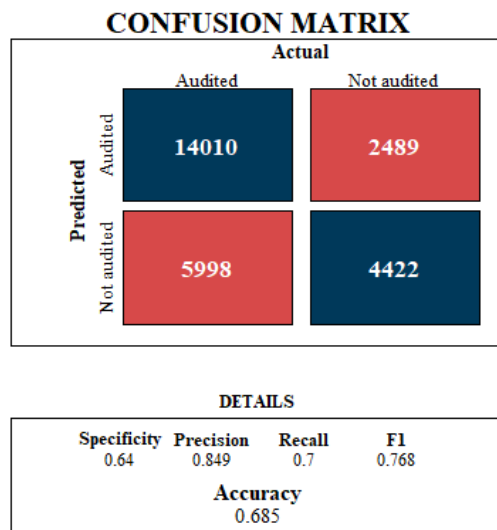 CONFUSION MATRIX
Actual
Audited Not audited
Predicted
Audited
14010 2489
Not audited
5998 4422
DETAILS
Specificity Precision Recall F1
0.64 0.849 0.7 0.768
Accuracy
0.685